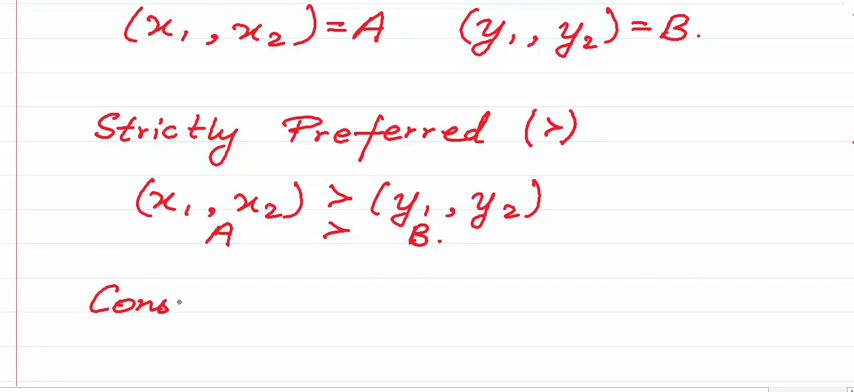 (x₁, x₂) = A (y₁, y₂) = B.
Strictly Preferred (>)
(x₁, x₂) > (y₁, y₂)
A > B.
Cons